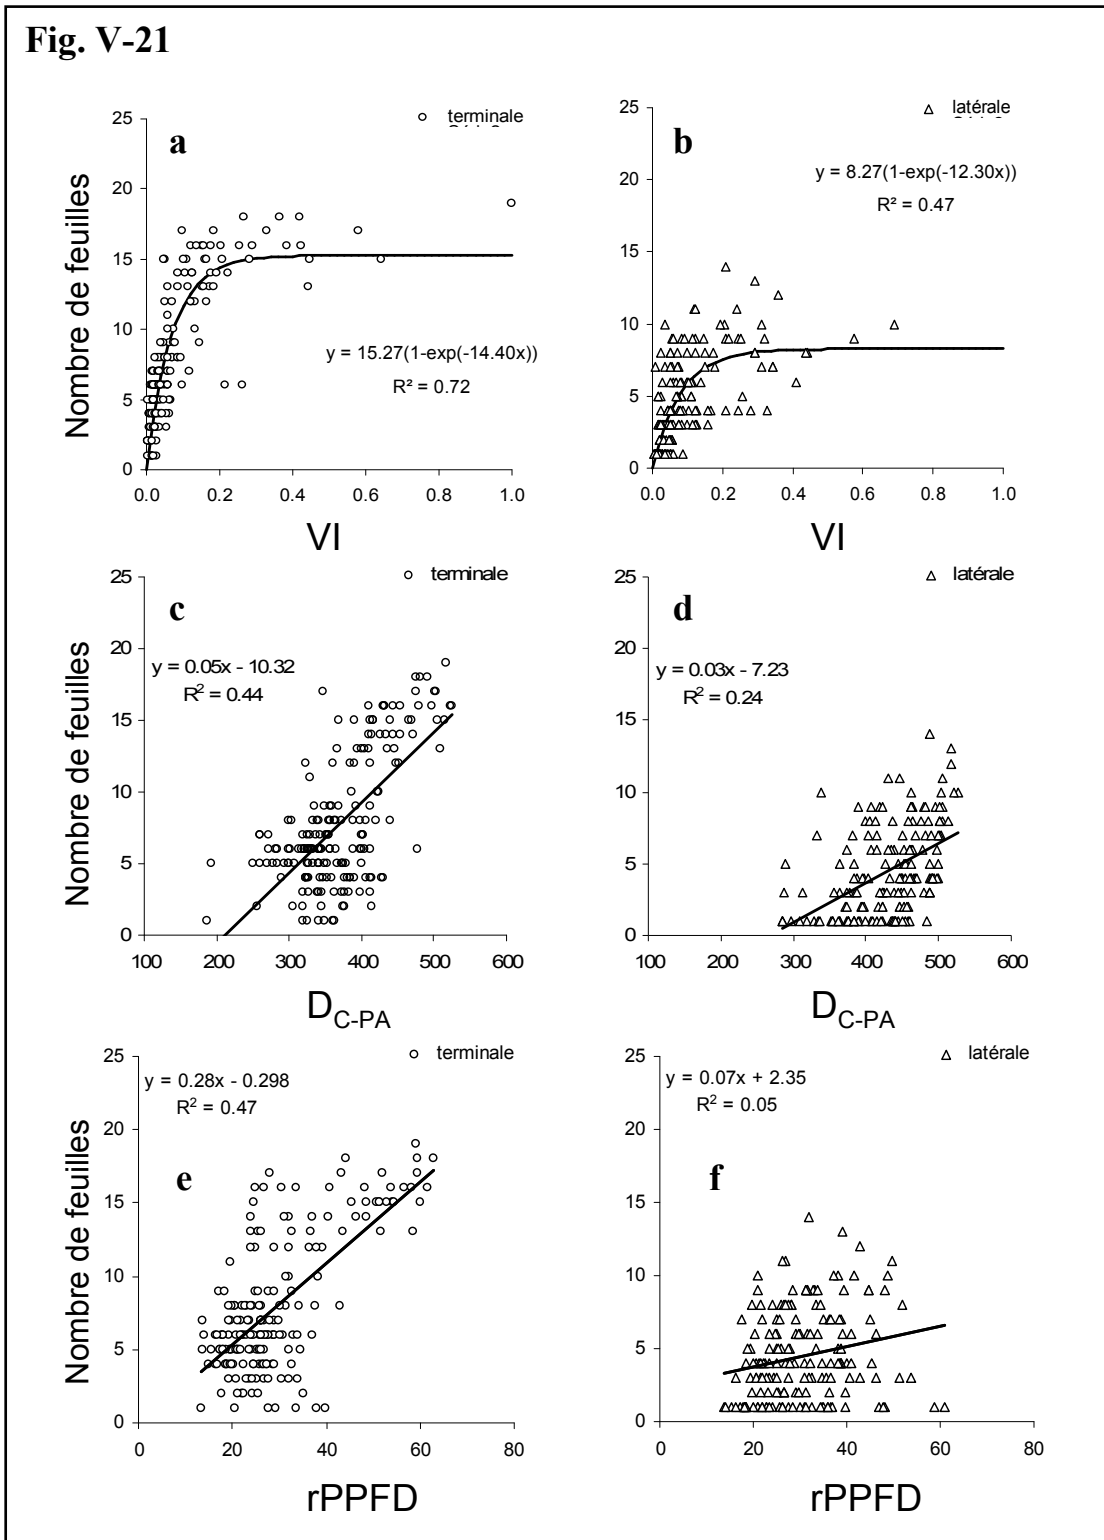 Fig. V-21
a
terminale
25
20
15
10
5
0
Nombre de feuilles
y = 15.27(1-exp(-14.40x))
R² = 0.72
0.0 0.2 0.4 0.6 0.8 1.0
VI
b
latérale
25
20
15
10
5
0
y = 8.27(1-exp(-12.30x))
R² = 0.47
0.0 0.2 0.4 0.6 0.8 1.0
VI
c
terminale
25
20
15
10
5
0
Nombre de feuilles
y = 0.05x - 10.32
R² = 0.44
100 200 300 400 500 600
D_C-PA
d
latérale
25
20
15
10
5
0
y = 0.03x - 7.23
R² = 0.24
100 200 300 400 500 600
D_C-PA
e
terminale
25
20
15
10
5
0
Nombre de feuilles
y = 0.28x - 0.298
R² = 0.47
0 20 40 60 80
rPPFD
f
latérale
25
20
15
10
5
0
y = 0.07x + 2.35
R² = 0.05
0 20 40 60 80
rPPFD